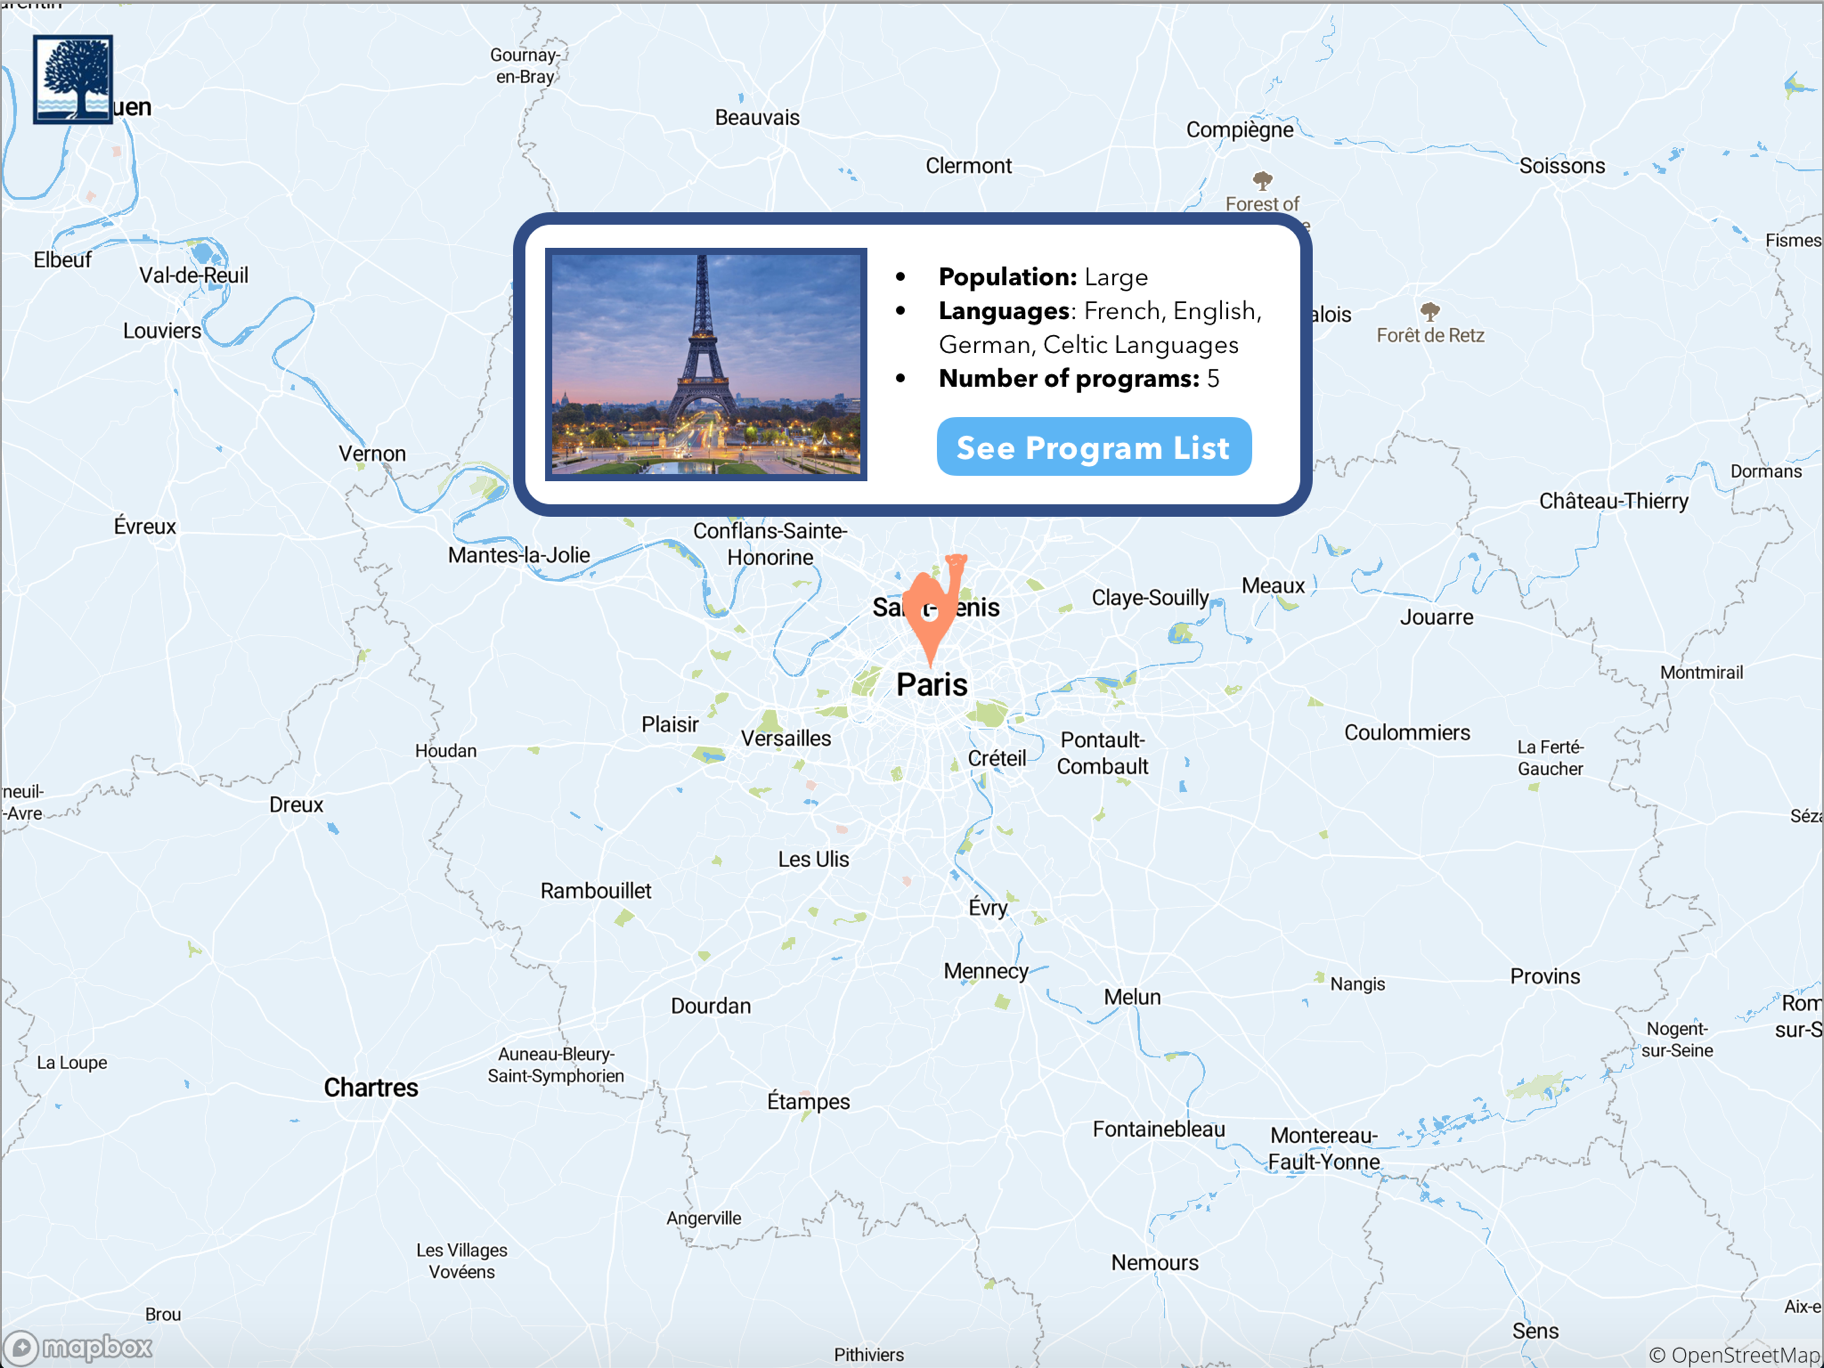 Gournay-
en-Bray
uen
Beauvais
Compiègne
Clermont
Soissons
Forest of
Fismes
Elbeuf
Val-de-Reuil
Population: Large
Languages: French, English,
German, Celtic Languages
Number of programs: 5
See Program List
alois
Louviers
Forêt de Retz
Vernon
Dormans
Château-Thierry
Évreux
Conflans-Sainte-
Honorine
Mantes-la-Jolie
Meaux
Claye-Souilly
Saint-Denis
Jouarre
Montmirail
Paris
Plaisir
Versailles
Houdan
Créteil
Pontault-
Combault
Coulommiers
La Ferté-
Gaucher
neuil-
-Avre
Dreux
Séza
Les Ulis
Rambouillet
Évry
Mennecy
Melun
Nangis
Provins
Dourdan
Rom
sur-S
Nogent-
sur-Seine
La Loupe
Auneau-Bleury-
Saint-Symphorien
Chartres
Étampes
Fontainebleau
Montereau-
Fault-Yonne
Angerville
Les Villages
Vovéens
Nemours
Brou
Aix-e
Sens
mapbox
Pithiviers
© OpenStreetMap